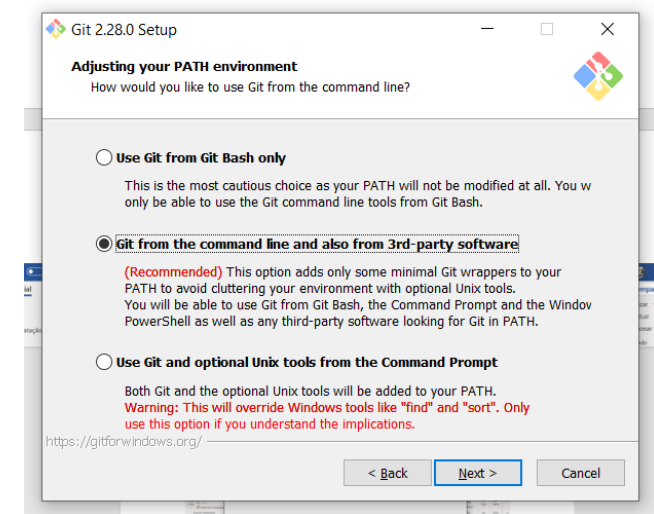 Git 2.28.0 Setup
Adjusting your PATH environment
How would you like to use Git from the command line?
Use Git from Git Bash only
This is the most cautious choice as your PATH will not be modified at all. You w
only be able to use the Git command line tools from Git Bash.
Git from the command line and also from 3rd-party software
(Recommended) This option adds only some minimal Git wrappers to your
PATH to avoid cluttering your environment with optional Unix tools.
You will be able to use Git from Git Bash, the Command Prompt and the Window
PowerShell as well as any third-party software looking for Git in PATH.
Use Git and optional Unix tools from the Command Prompt
Both Git and the optional Unix tools will be added to your PATH.
Warning: This will override Windows tools like "find" and "sort". Only
use this option if you understand the implications.
https://gitforwindows.org/
< Back
Next >
Cancel